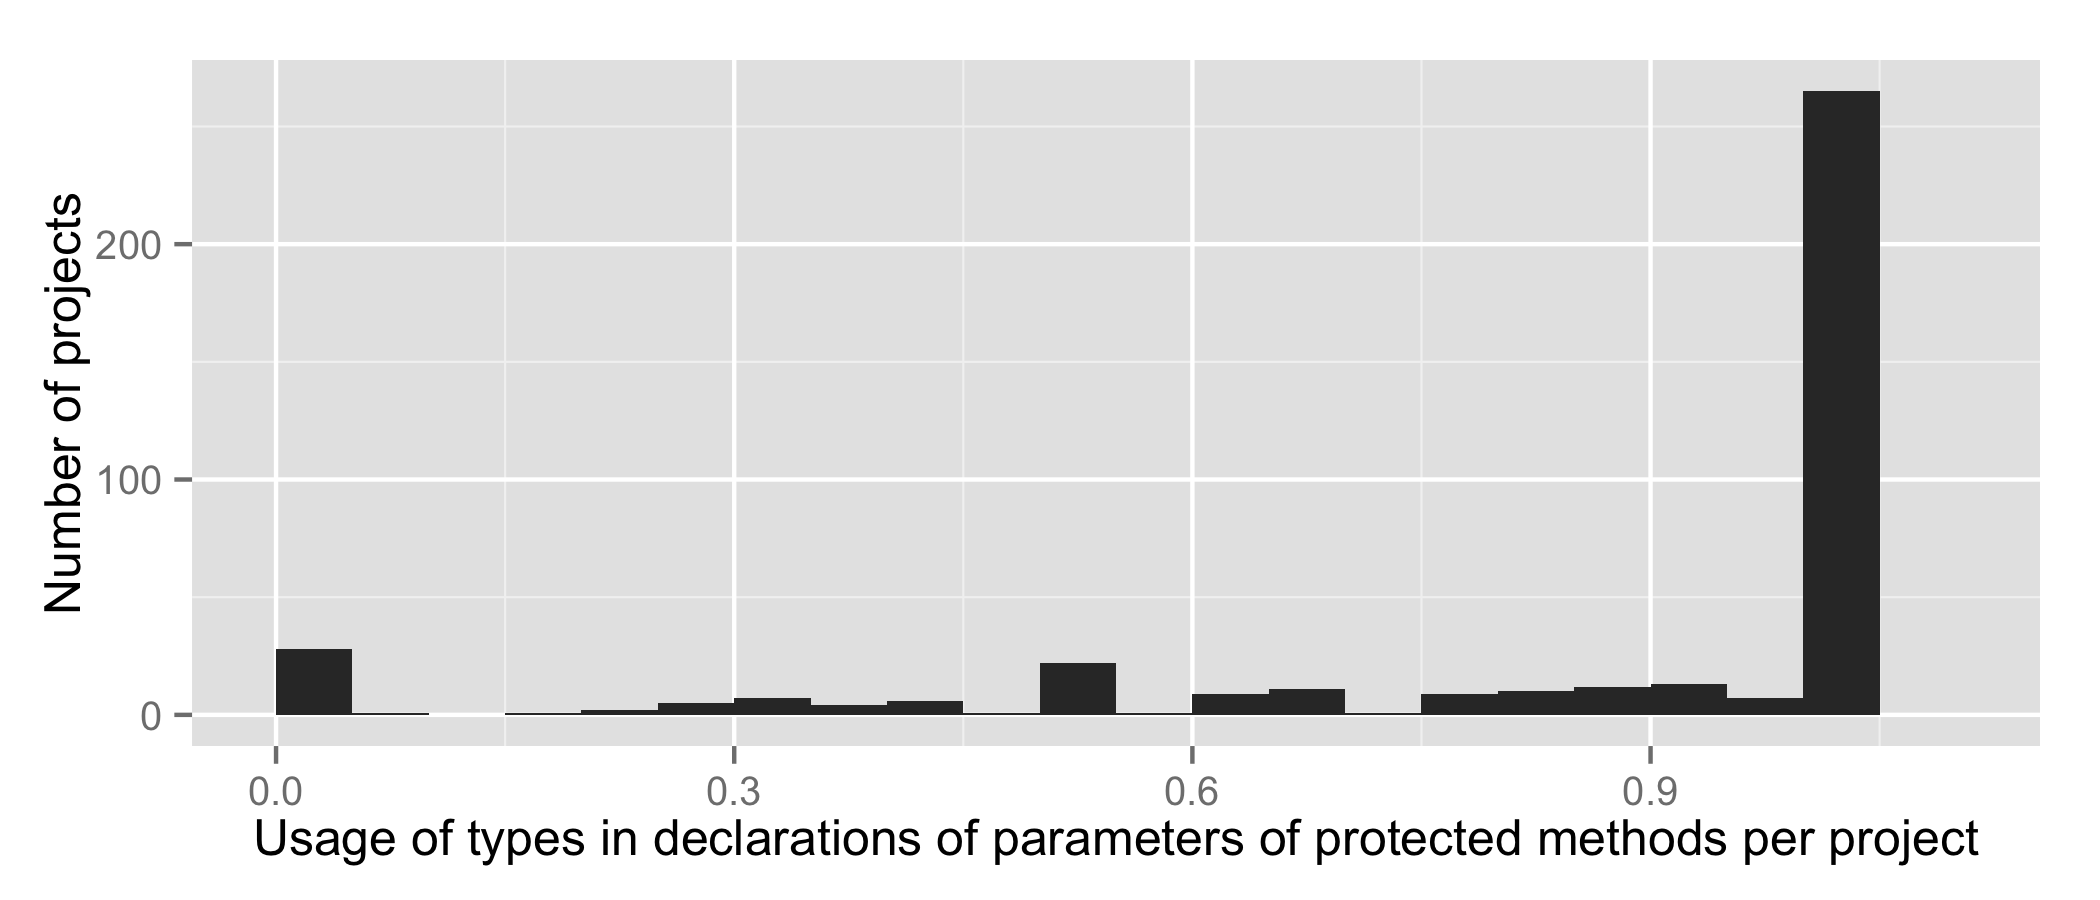 Number of projects
200
100
0
0.0 0.3 0.6 0.9
Usage of types in declarations of parameters of protected methods per project